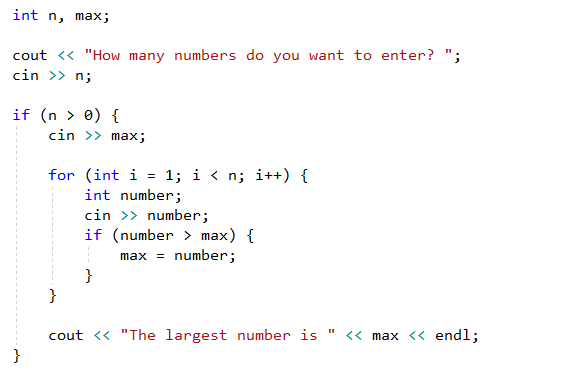 int n, max;
cout << "How many numbers do you want to enter? ";
cin >> n;
if (n > 0) {
    cin >> max;
    for (int i = 1; i < n; i++) {
        int number;
        cin >> number;
        if (number > max) {
            max = number;
        }
    }
    cout << "The largest number is " << max << endl;
}